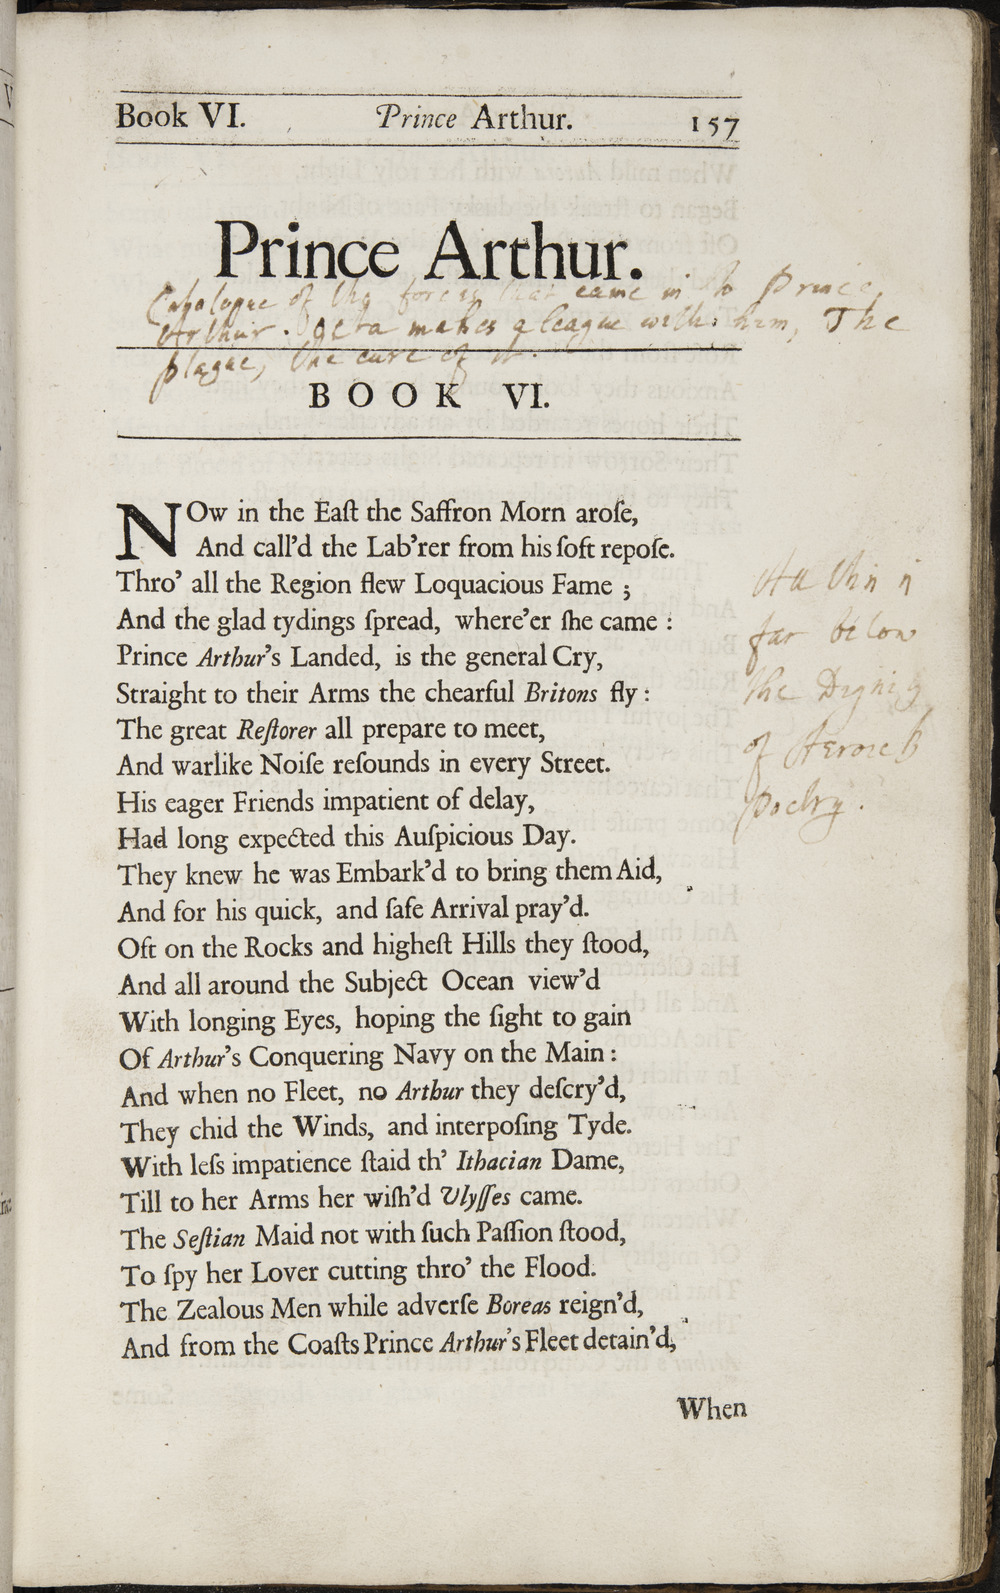 Book VI. Prince Arthur. 157
Prince Arthur.
Catalogue of the forces that came in to Prince
Arthur. Octa makes a league with him, The
plague, the cure of it.
BOOK VI.
NOw in the Eaſt the Saffron Morn aroſe,
And call'd the Lab'rer from his ſoft repoſe.
Thro' all the Region flew Loquacious Fame;
And the glad tydings ſpread, where'er ſhe came:
Prince Arthur's Landed, is the general Cry,
Straight to their Arms the chearful Britons fly:
The great Reſtorer all prepare to meet,
And warlike Noiſe reſounds in every Street.
His eager Friends impatient of delay,
Had long expected this Auſpicious Day.
They knew he was Embark'd to bring them Aid,
And for his quick, and ſafe Arrival pray'd.
Oft on the Rocks and higheſt Hills they ſtood,
And all around the Subject Ocean view'd
With longing Eyes, hoping the ſight to gain
Of Arthur's Conquering Navy on the Main:
And when no Fleet, no Arthur they deſcry'd,
They chid the Winds, and interpoſing Tyde.
With leſs impatience ſtaid th' Ithacian Dame,
Till to her Arms her wiſh'd Ulyſſes came.
The Seſtian Maid not with ſuch Paſſion ſtood,
To ſpy her Lover cutting thro' the Flood.
The Zealous Men while adverſe Boreas reign'd,
And from the Coaſts Prince Arthur's Fleet detain'd,
When
All this is
far below
the Dignity
of Heroick
Poetry.